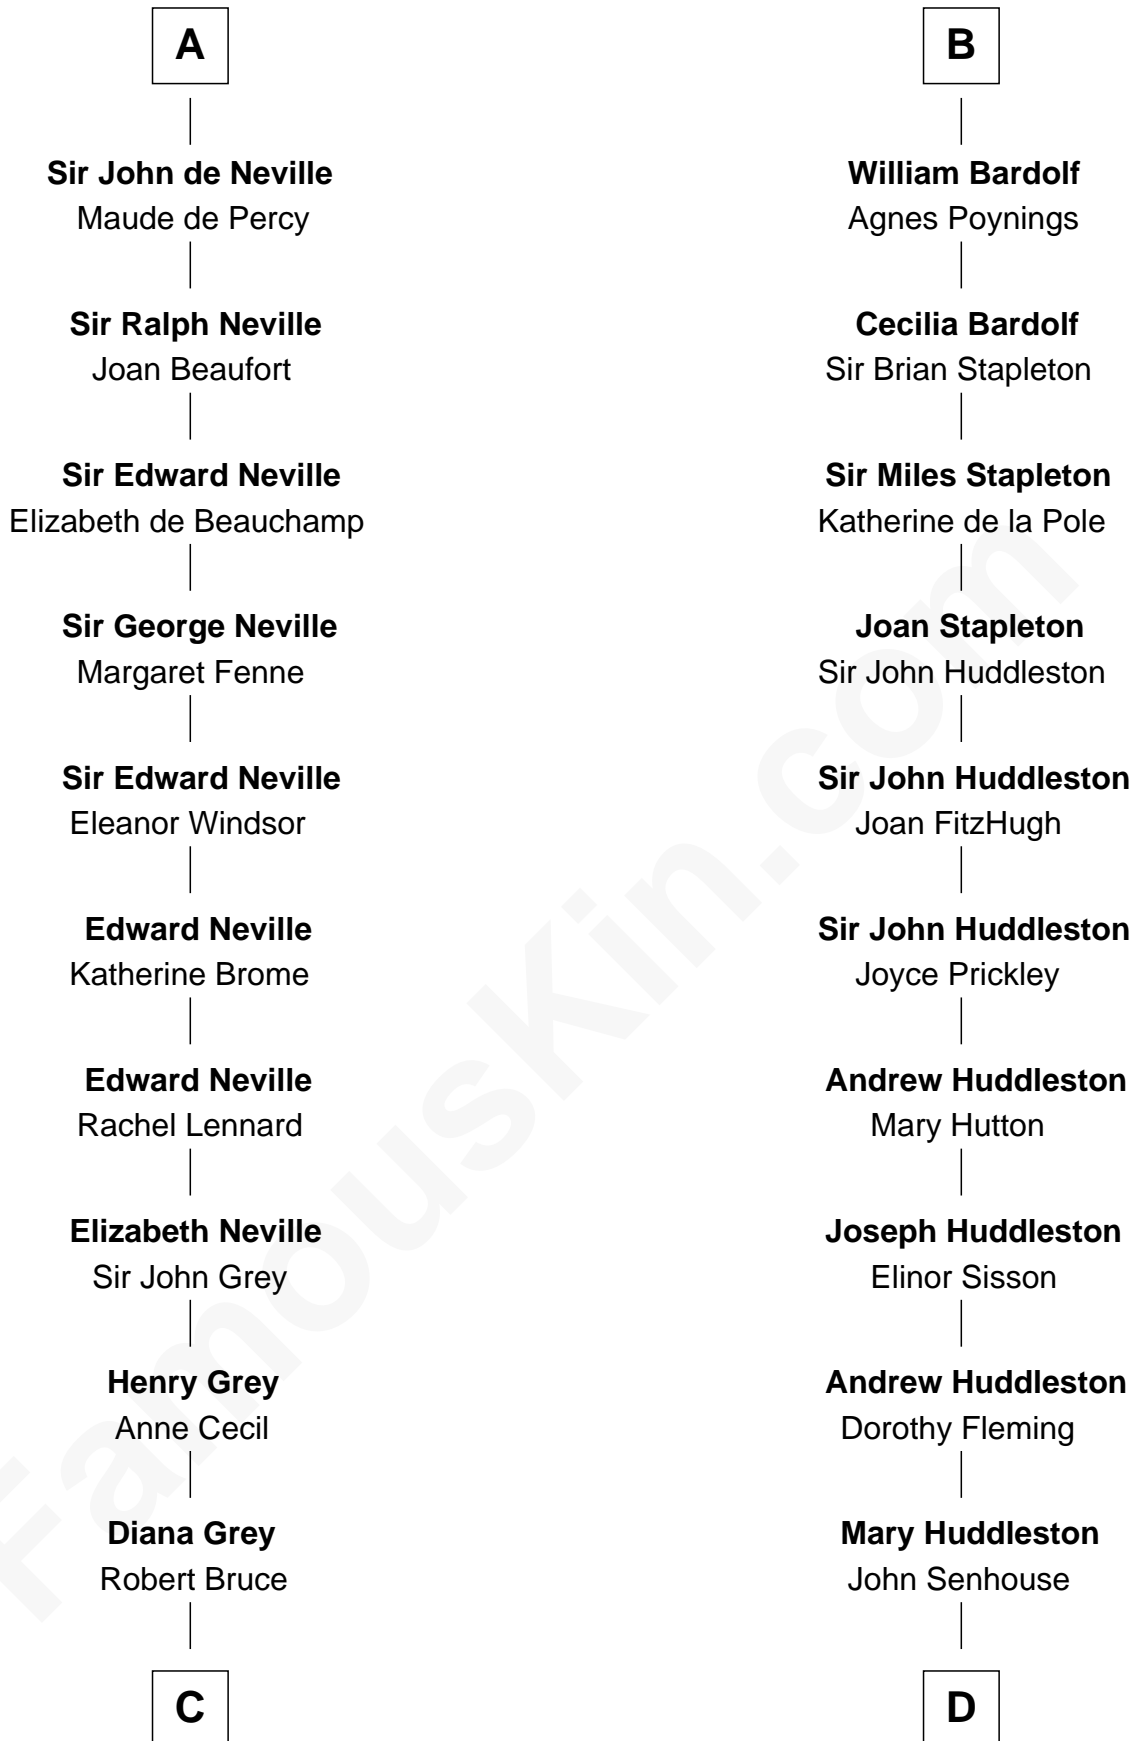 A
Sir John de Neville
Maude de Percy
Sir Ralph Neville
Joan Beaufort
Sir Edward Neville
Elizabeth de Beauchamp
Sir George Neville
Margaret Fenne
Sir Edward Neville
Eleanor Windsor
Edward Neville
Katherine Brome
Edward Neville
Rachel Lennard
Elizabeth Neville
Sir John Grey
Henry Grey
Anne Cecil
Diana Grey
Robert Bruce
C
B
William Bardolf
Agnes Poynings
Cecilia Bardolf
Sir Brian Stapleton
Sir Miles Stapleton
Katherine de la Pole
Joan Stapleton
Sir John Huddleston
Sir John Huddleston
Joan FitzHugh
Sir John Huddleston
Joyce Prickley
Andrew Huddleston
Mary Hutton
Joseph Huddleston
Elinor Sisson
Andrew Huddleston
Dorothy Fleming
Mary Huddleston
John Senhouse
D
FamousKin.com